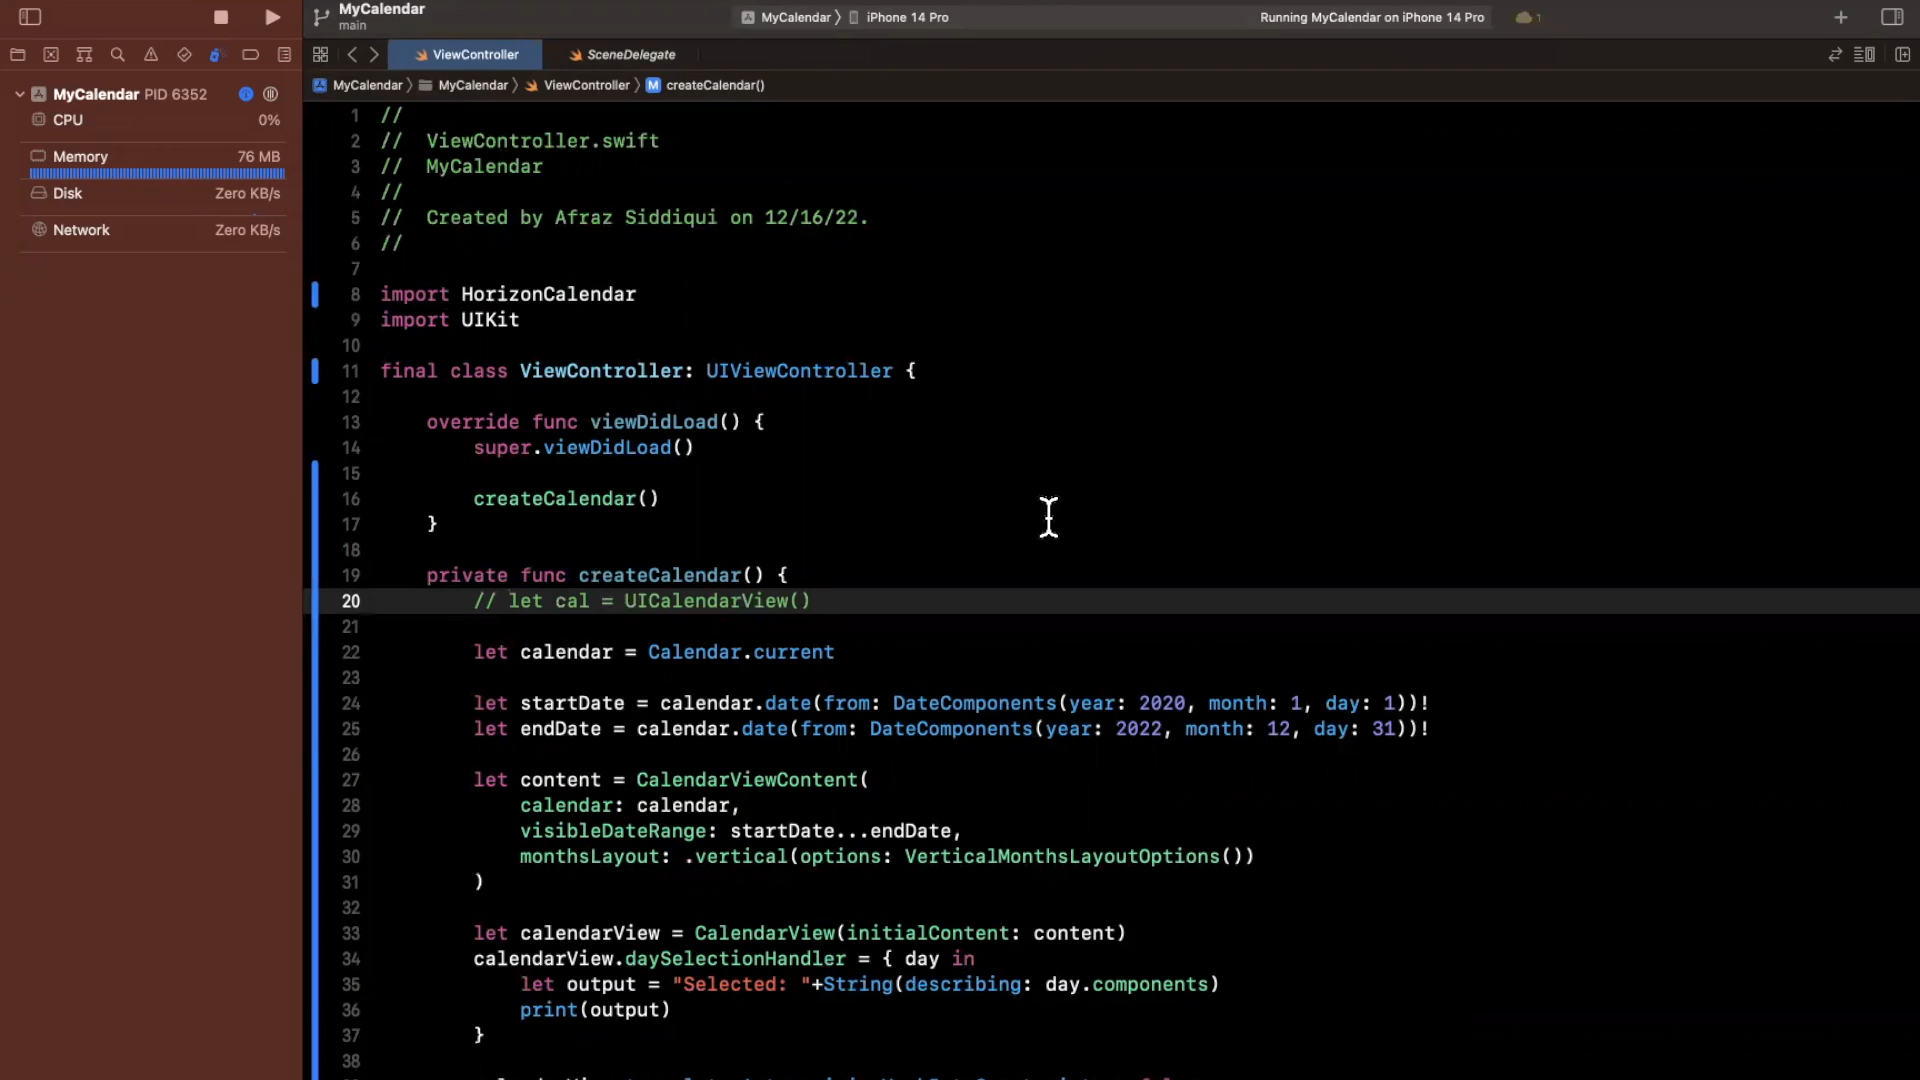 MyCalendar
main
MyCalendar
iPhone 14 Pro
Running MyCalendar on iPhone 14 Pro
1
ViewController
SceneDelegate
MyCalendar
MyCalendar
ViewController
M
createCalendar()
MyCalendar PID 6352
CPU 0%
Memory 76 MB
Disk Zero KB/s
Network Zero KB/s
1 //
2 //  ViewController.swift
3 //  MyCalendar
4 //
5 //  Created by Afraz Siddiqui on 12/16/22.
6 //
7
8 import HorizonCalendar
9 import UIKit
10
11 final class ViewController: UIViewController {
12
13     override func viewDidLoad() {
14         super.viewDidLoad()
15
16         createCalendar()
17     }
18
19     private func createCalendar() {
20         // let cal = UICalendarView()
21
22         let calendar = Calendar.current
23
24         let startDate = calendar.date(from: DateComponents(year: 2020, month: 1, day: 1))!
25         let endDate = calendar.date(from: DateComponents(year: 2022, month: 12, day: 31))!
26
27         let content = CalendarViewContent(
28             calendar: calendar,
29             visibleDateRange: startDate...endDate,
30             monthsLayout: .vertical(options: VerticalMonthsLayoutOptions())
31         )
32
33         let calendarView = CalendarView(initialContent: content)
34         calendarView.daySelectionHandler = { day in
35             let output = "Selected: "+String(describing: day.components)
36             print(output)
37         }
38